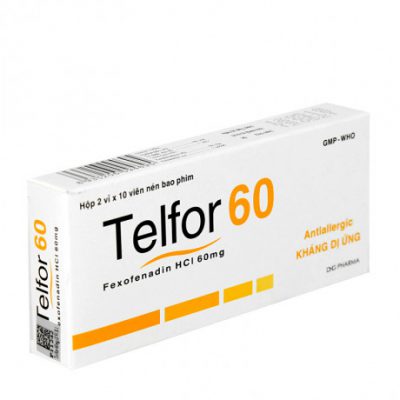 GMP-WHO
Hộp 2 vỉ x 10 viên nén bao phim
Telfor 60
Fexofenadin HCl 60mg
Antiallergic
KHÁNG DỊ ỨNG
DHG PHARMA
Telfor 60
Fexofenadin HCl 60mg